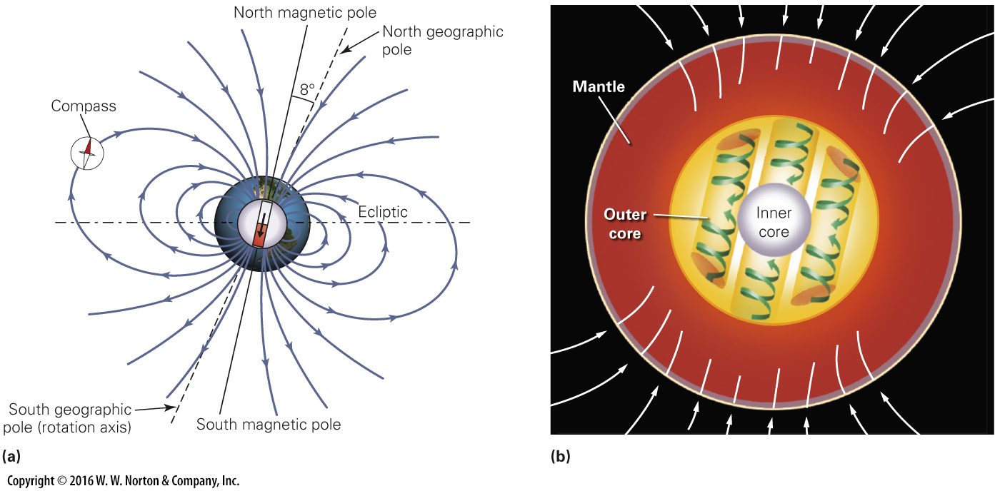 North magnetic pole
North geographic
pole
8°
Compass
Ecliptic
South geographic
pole (rotation axis)
South magnetic pole
(a)
Mantle
Outer
core
Inner
core
(b)
Copyright © 2016 W. W. Norton & Company, Inc.